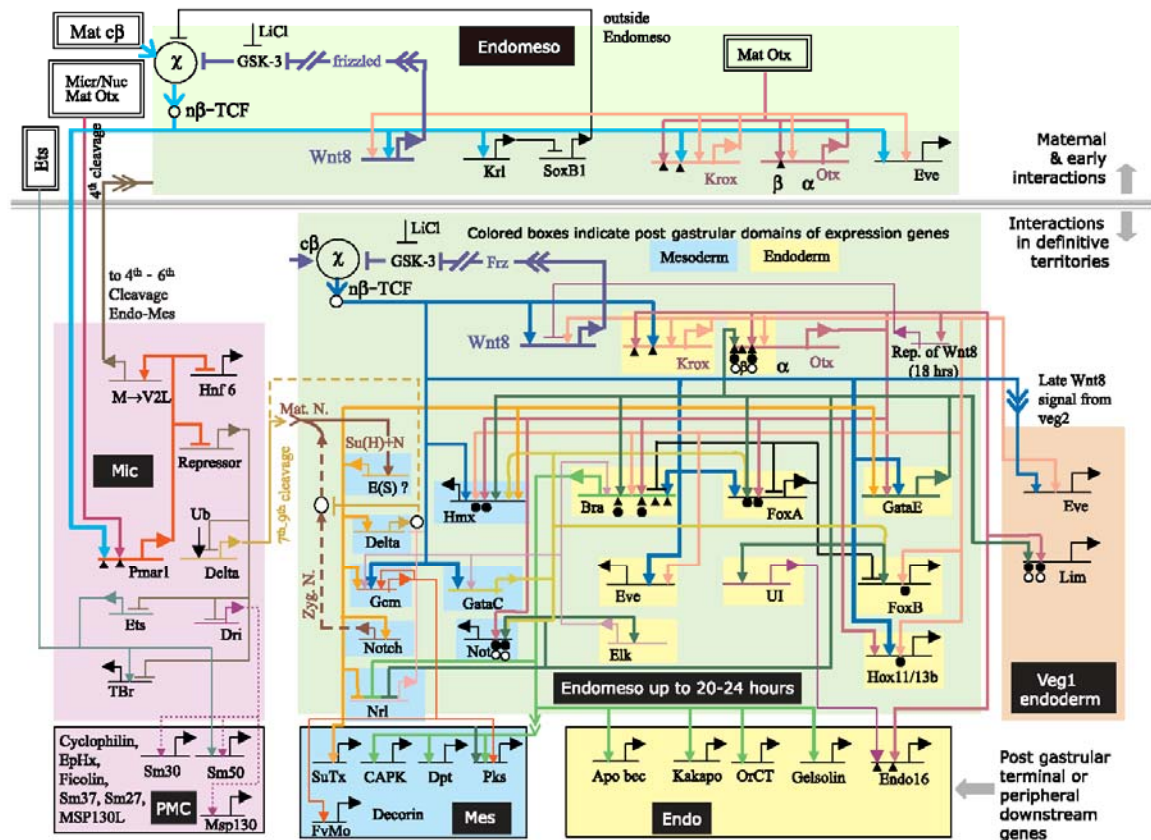 Mat cβ
χ
LiCl
GSK-3
frizzled
Endomeso
outside
Endomeso
Mat Otx
Micr/Nuc
Mat Otx
nβ-TCF
Ets
4th cleavage
Wnt8
Krl
SoxB1
Krox
β
α
Otx
Eve
Maternal
& early
interactions
Interactions
in definitive
territories
cβ
χ
LiCl
GSK-3
Frz
nβ-TCF
Colored boxes indicate post gastrular domains of expression genes
Mesoderm
Endoderm
to 4th - 6th
Cleavage
Endo-Mes
Wnt8
Krox
β
α
Otx
Rep. of Wnt8
(18 hrs)
Late Wnt8
signal from
veg2
M→V2L
Hnf 6
Mic
Repressor
Ub
Pmar1
Delta
Ets
Dri
TBr
Mat. N.
7th_9th cleavage
Zyg. N.
Su(H)+N
E(S) ?
Hmx
Bra
FoxA
GataE
Eve
Lim
Delta
Gcm
GataC
Eve
UI
FoxB
Notch
Not
Elk
Hox11/13b
Nrl
Endomeso up to 20-24 hours
Veg1
endoderm
Cyclophilin,
EpHx,
Ficolin,
Sm37, Sm27,
MSP130L
PMC
Sm30
Sm50
Msp130
SuTx
CAPK
Dpt
Pks
FvMo
Decorin
Mes
Apo bec
Kakapo
OrCT
Gelsolin
Endo16
Endo
Post gastrular
terminal or
peripheral
downstream
genes